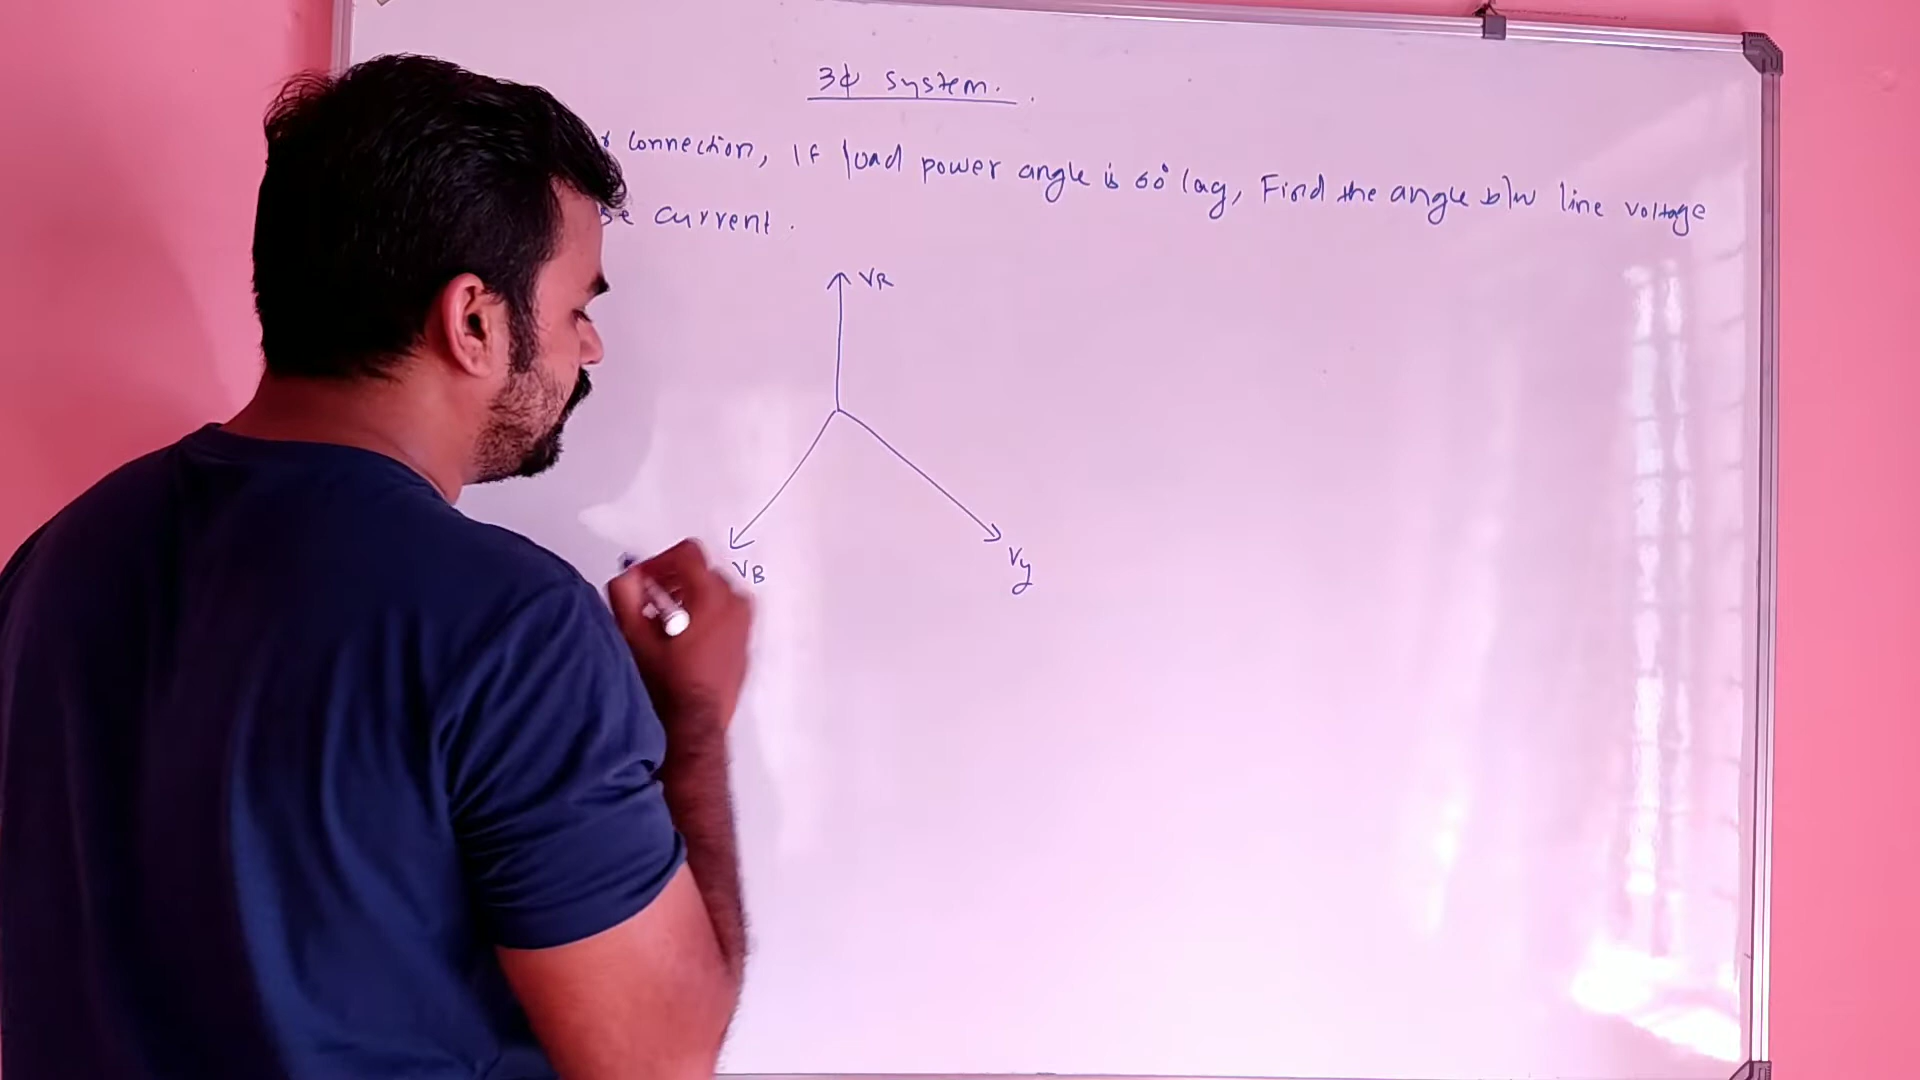 3ϕ system.
connection, If load power angle is 60° lag, Find the angle b/w line voltage
current.
VR
VB
Vy